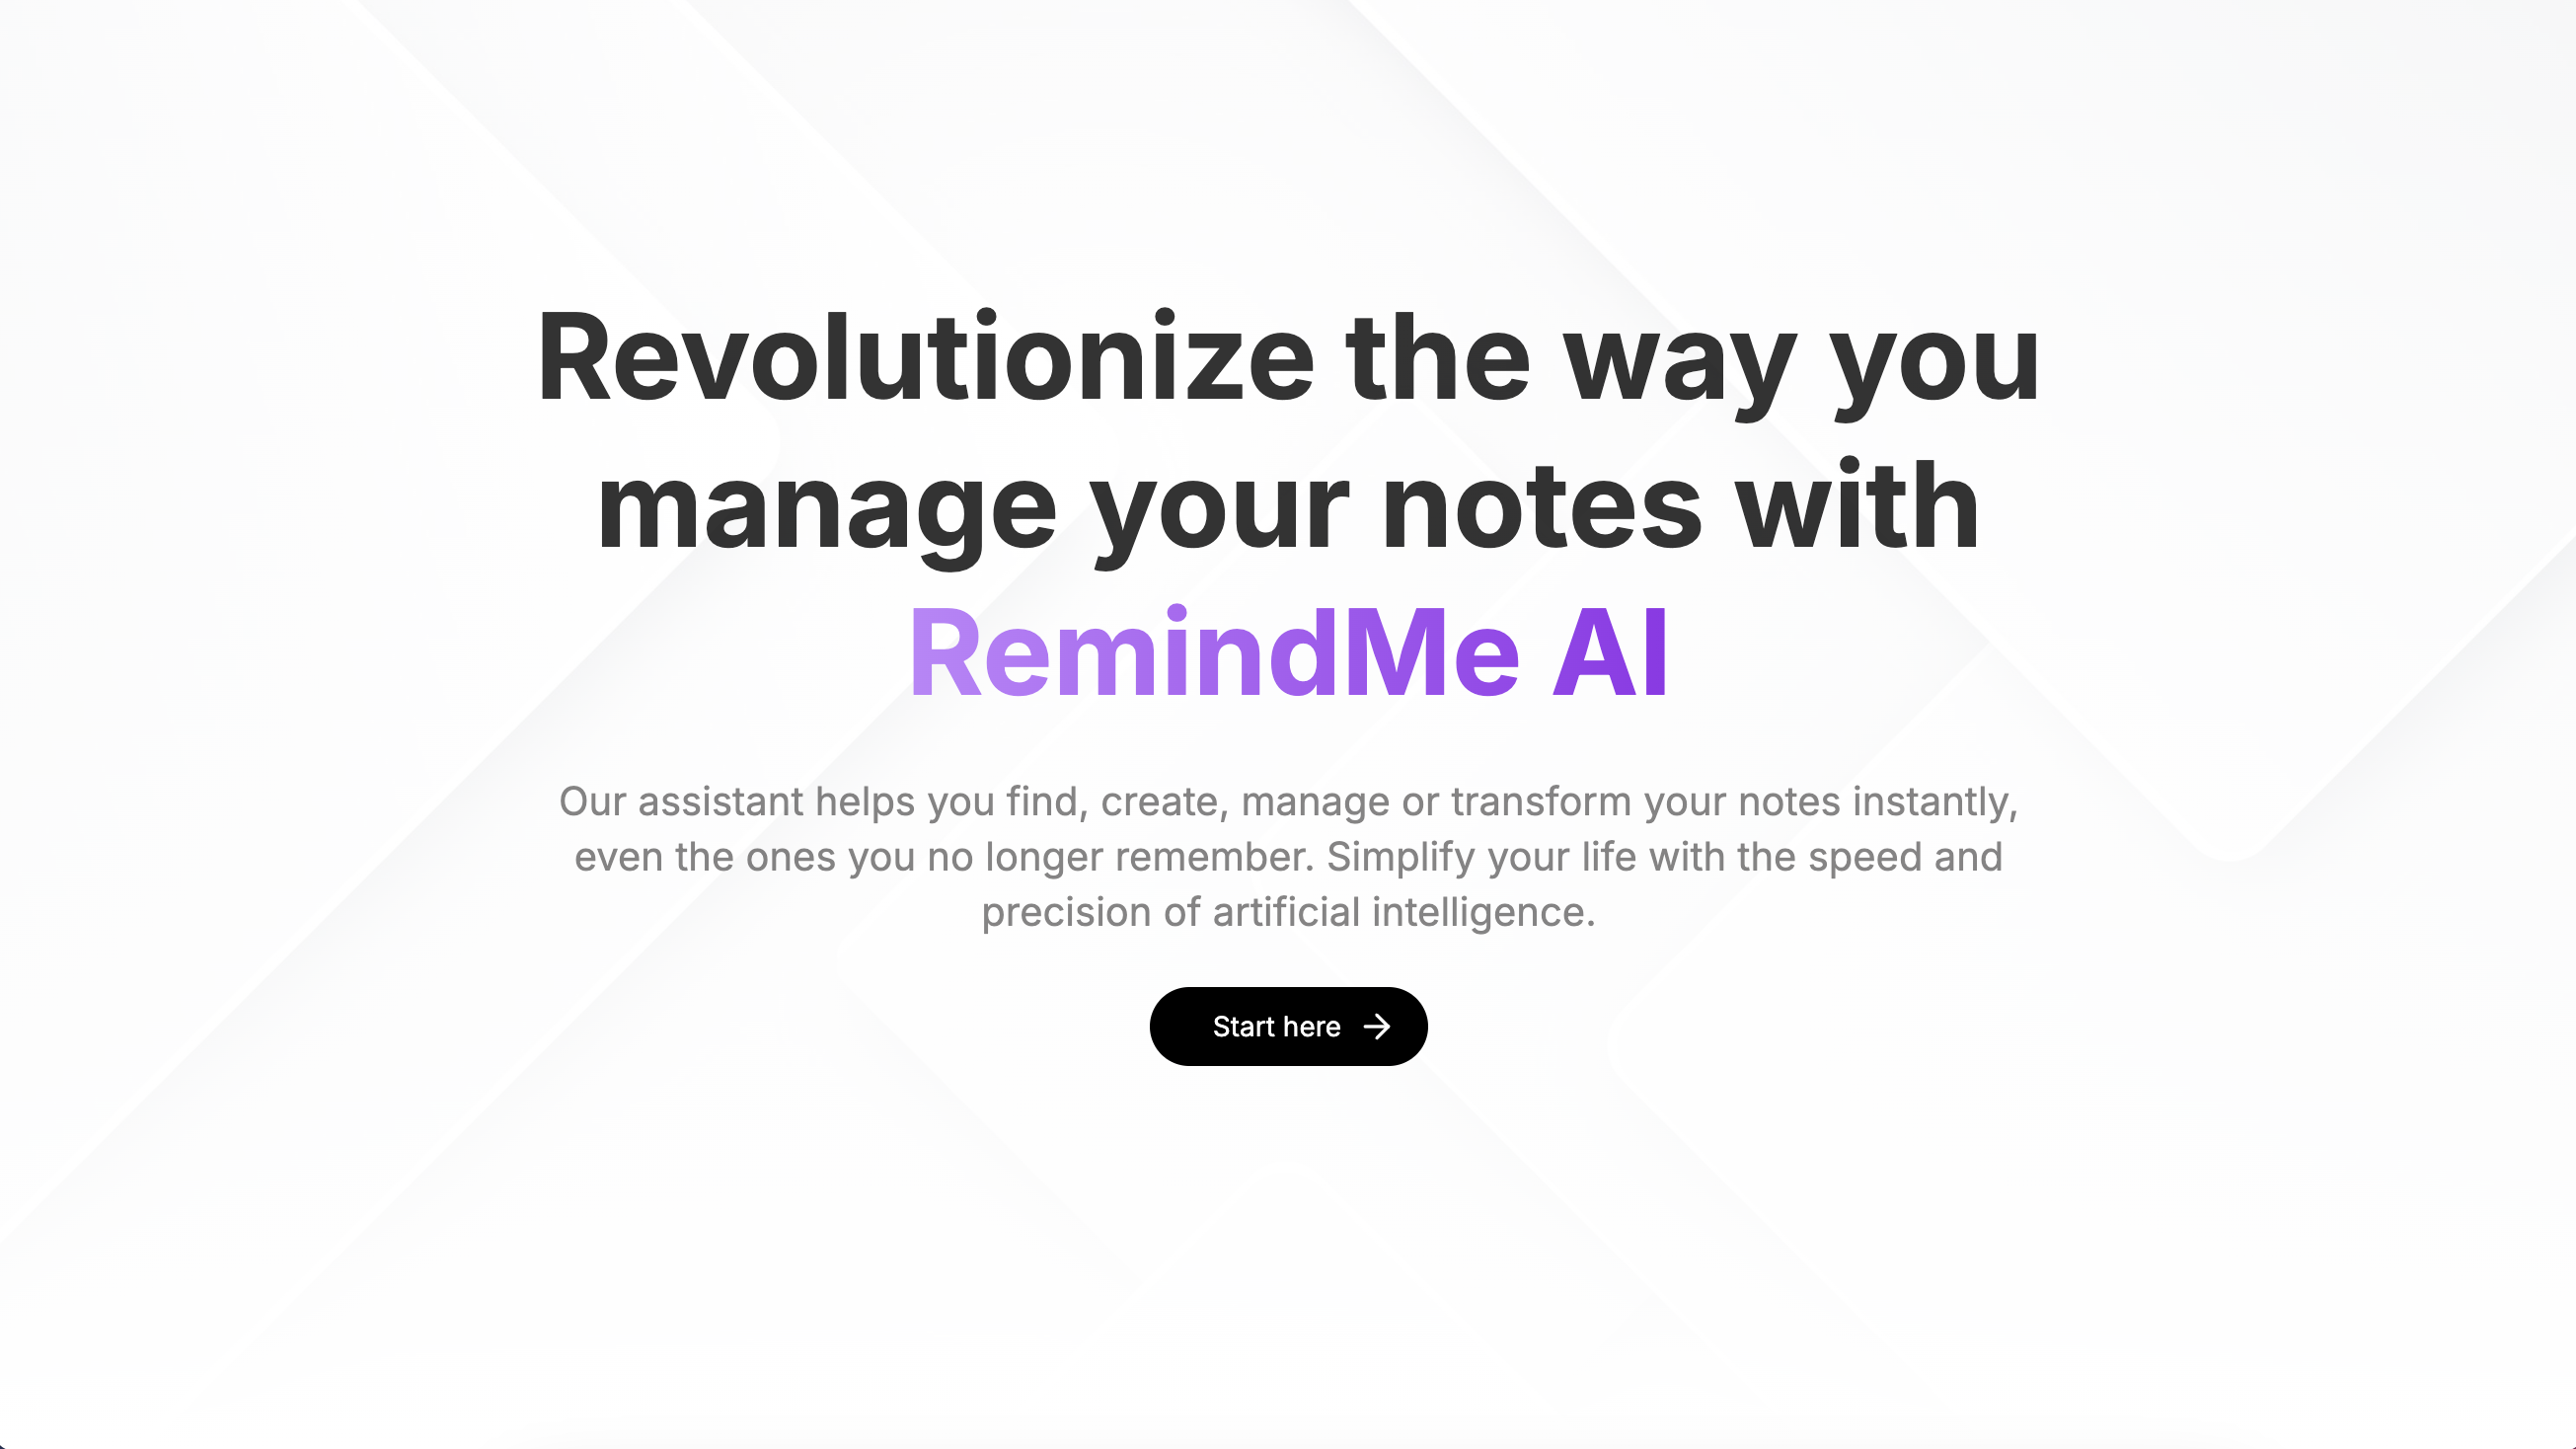 Revolutionize the way you
manage your notes with
RemindMe AI
Our assistant helps you find, create, manage or transform your notes instantly,
even the ones you no longer remember. Simplify your life with the speed and
precision of artificial intelligence.
Start here